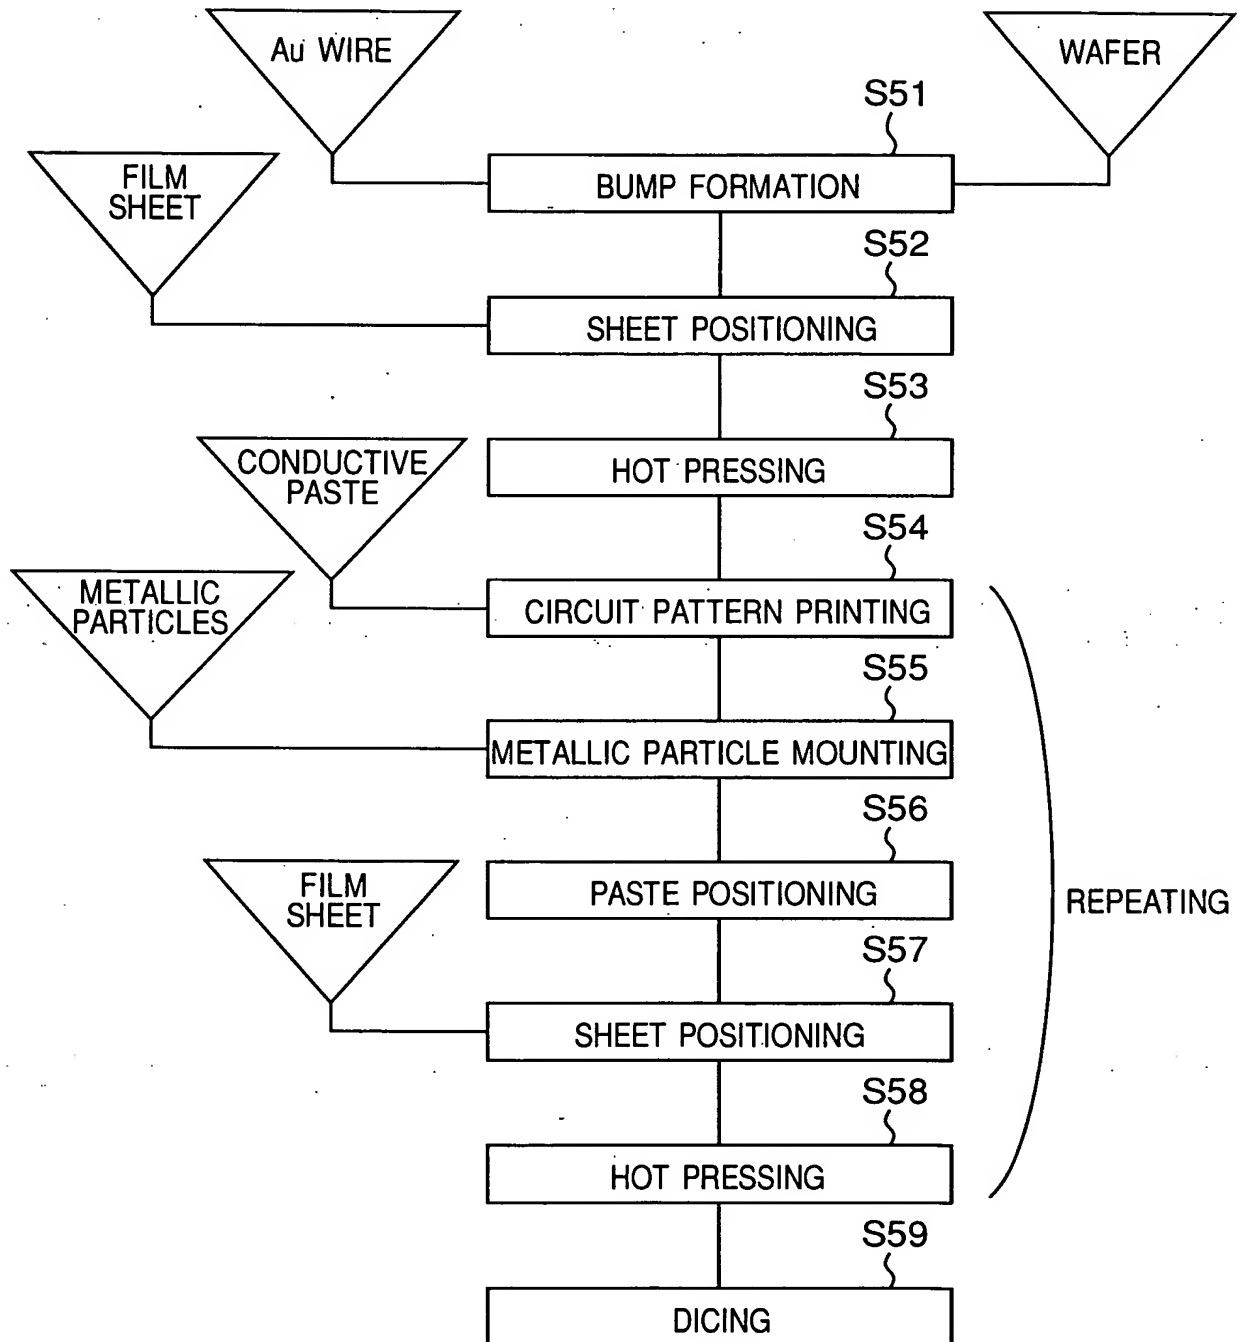 Au WIRE
WAFER
S51
BUMP FORMATION
FILM
SHEET
S52
SHEET POSITIONING
S53
HOT PRESSING
CONDUCTIVE
PASTE
S54
CIRCUIT PATTERN PRINTING
METALLIC
PARTICLES
S55
METALLIC PARTICLE MOUNTING
S56
PASTE POSITIONING
REPEATING
FILM
SHEET
S57
SHEET POSITIONING
S58
HOT PRESSING
S59
DICING